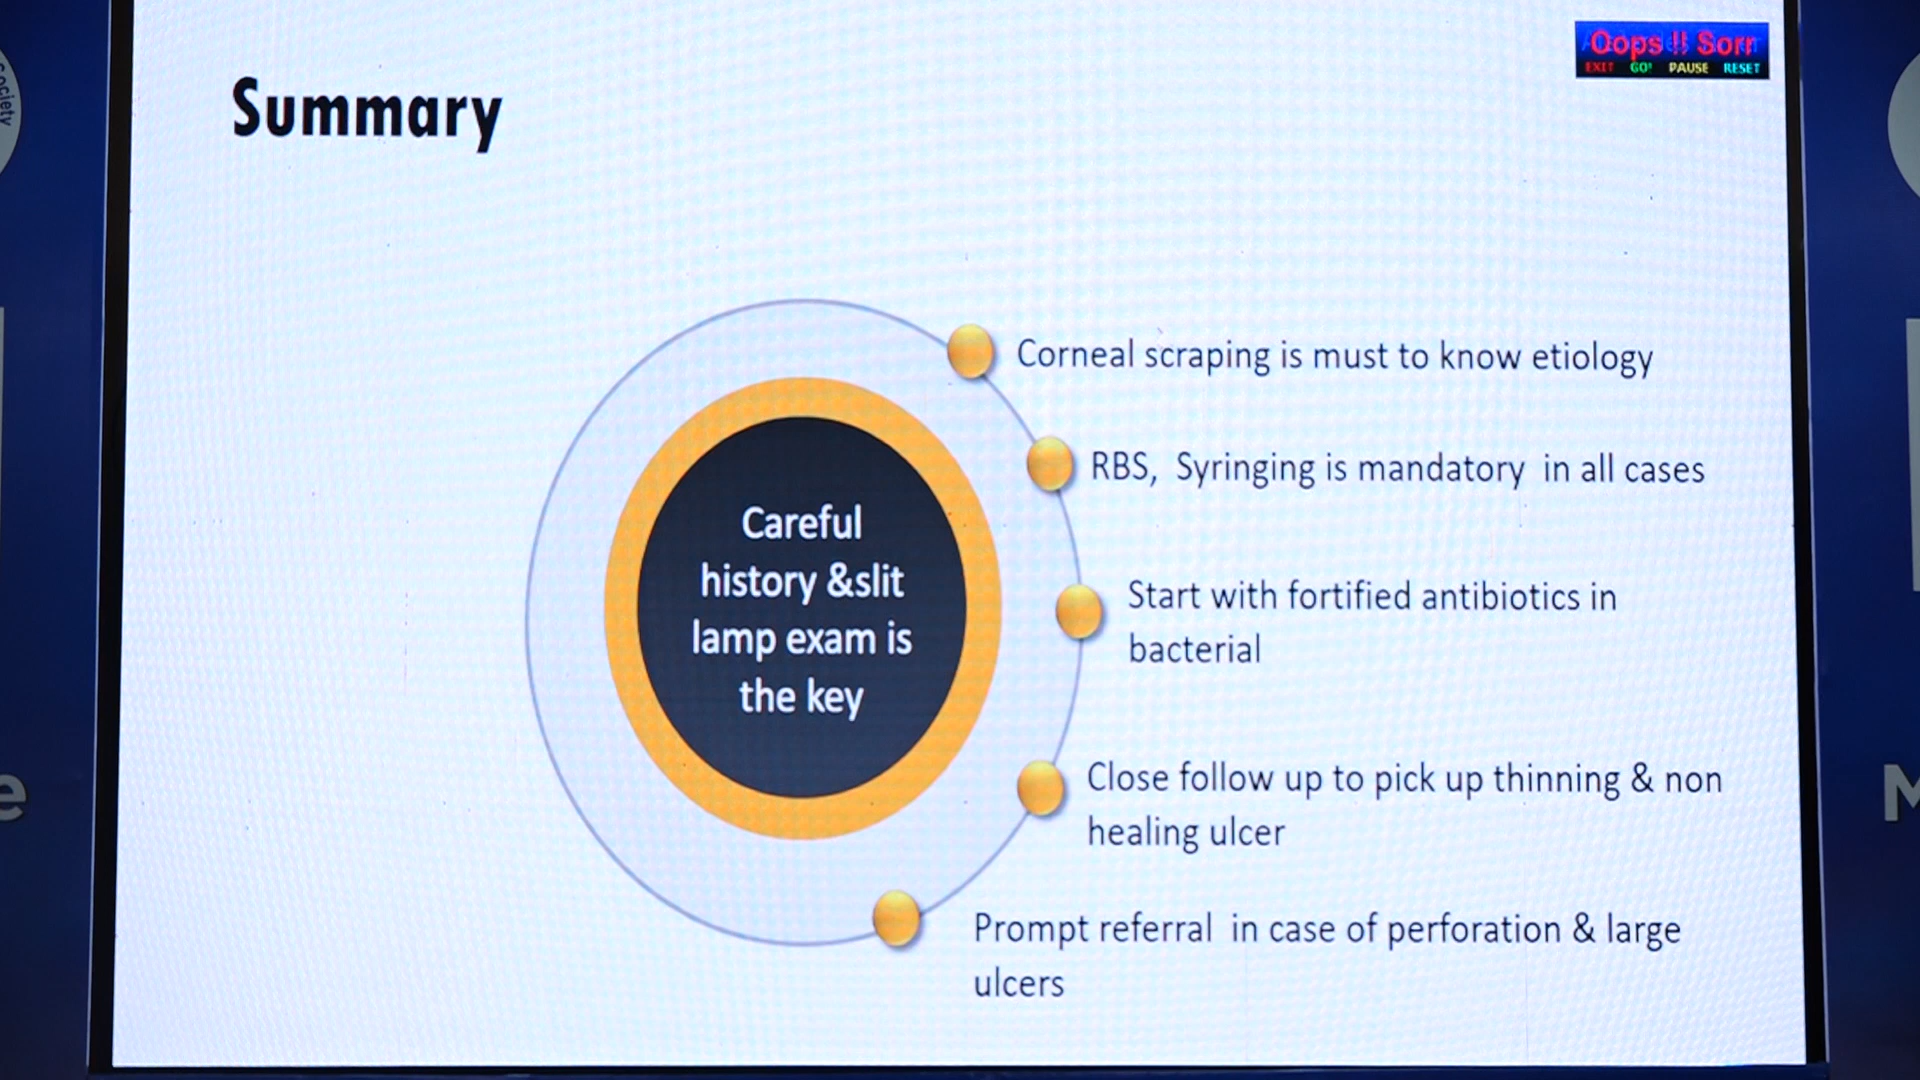 Society
Oops !! Sorr
EXIT GO! PAUSE RESET
Summary
Corneal scraping is must to know etiology
RBS, Syringing is mandatory in all cases
Careful
history &slit
lamp exam is
the key
Start with fortified antibiotics in
bacterial
Close follow up to pick up thinning & non
healing ulcer
Prompt referral in case of perforation & large
ulcers
e
M